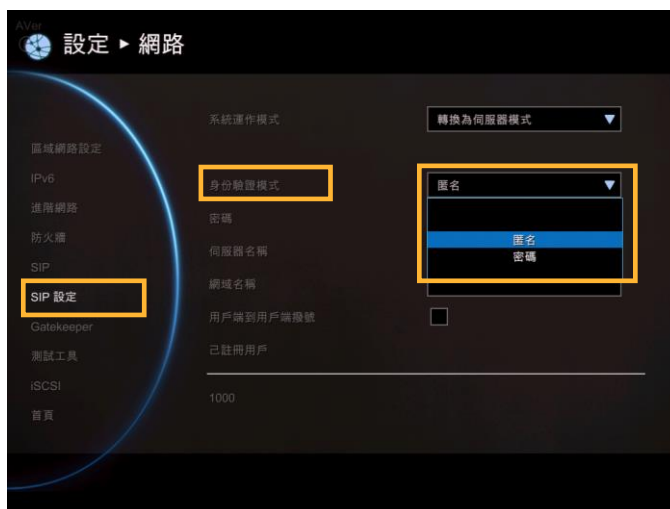 AVer
設定 ▸ 網路
系統運作模式
轉換為伺服器模式 ▼
區域網路設定
IPv6
身份驗證模式
匿名 ▼
進階網路
密碼
匿名
密碼
防火牆
伺服器名稱
SIP
網域名稱
SIP 設定
用戶端到用戶端撥號
Gatekeeper
測試工具
已註冊用戶
iSCSI
1000
首頁